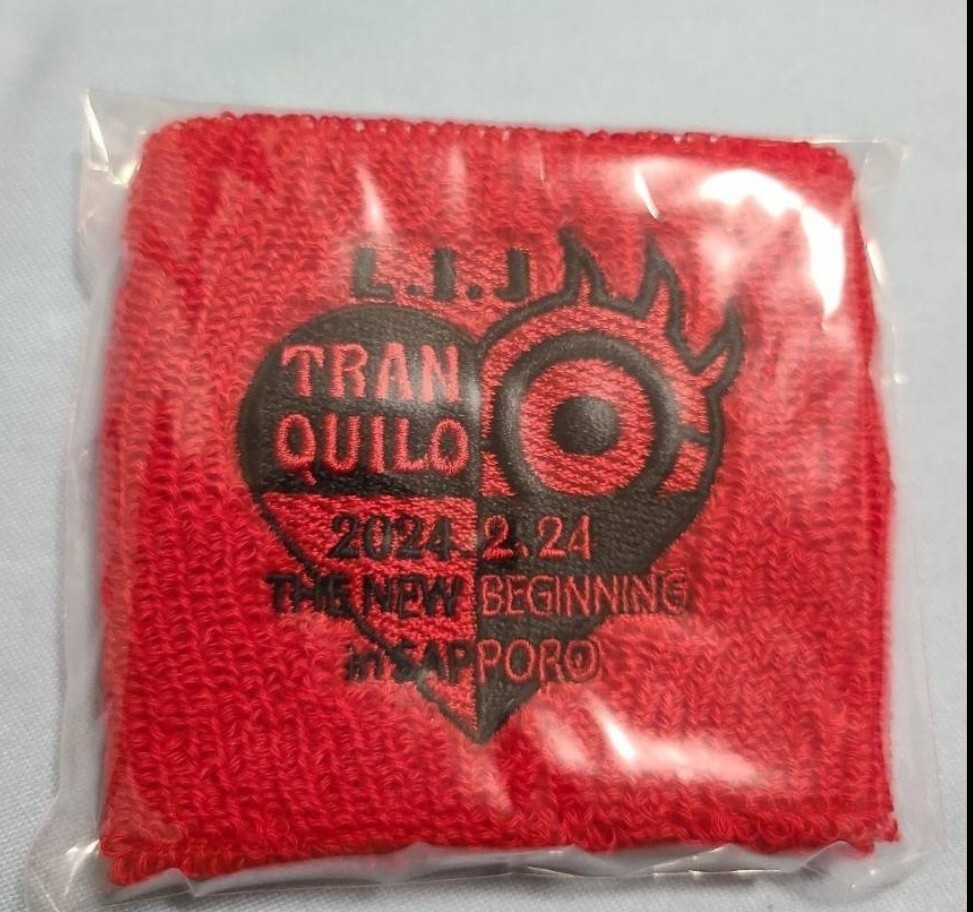 L.I.J
TRAN
QUILO
2024.2.24
THE NEW BEGINNING
in SAPPORO